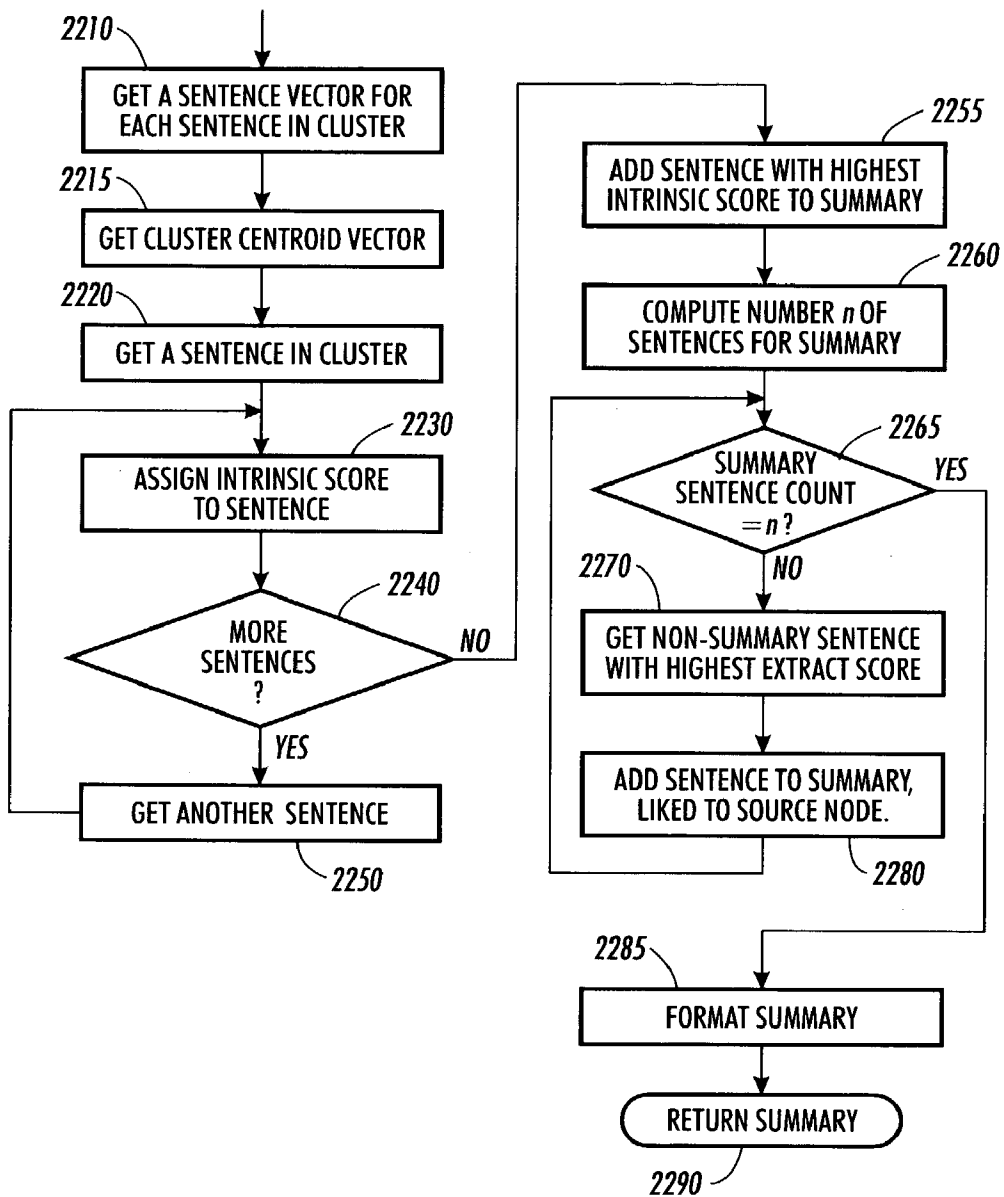 2210
GET A SENTENCE VECTOR FOR
EACH SENTENCE IN CLUSTER
2215
GET CLUSTER CENTROID VECTOR
2220
GET A SENTENCE IN CLUSTER
2230
ASSIGN INTRINSIC SCORE
TO SENTENCE
2240
MORE
SENTENCES
?
NO
YES
GET ANOTHER SENTENCE
2250
2255
ADD SENTENCE WITH HIGHEST
INTRINSIC SCORE TO SUMMARY
2260
COMPUTE NUMBER n OF
SENTENCES FOR SUMMARY
2265
SUMMARY
SENTENCE COUNT
=n?
YES
NO
2270
GET NON-SUMMARY SENTENCE
WITH HIGHEST EXTRACT SCORE
ADD SENTENCE TO SUMMARY,
LIKED TO SOURCE NODE.
2280
2285
FORMAT SUMMARY
RETURN SUMMARY
2290